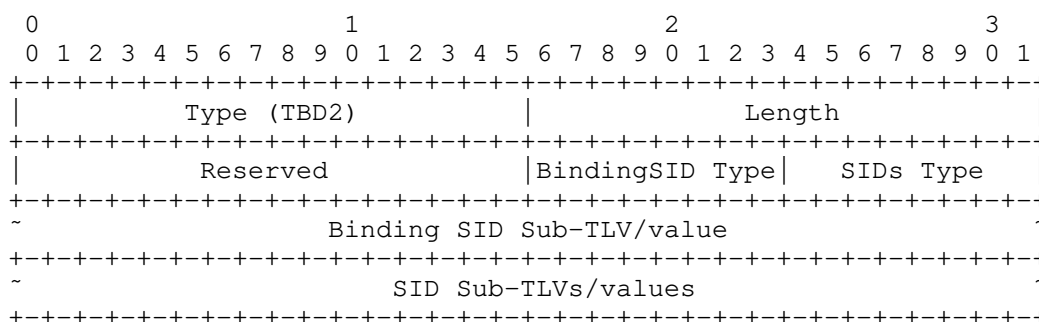 0                   1                   2                   3
 0 1 2 3 4 5 6 7 8 9 0 1 2 3 4 5 6 7 8 9 0 1 2 3 4 5 6 7 8 9 0 1
+-+-+-+-+-+-+-+-+-+-+-+-+-+-+-+-+-+-+-+-+-+-+-+-+-+-+-+-+-+-+-+--
|          Type (TBD2)          |             Length            |
+-+-+-+-+-+-+-+-+-+-+-+-+-+-+-+-+-+-+-+-+-+-+-+-+-+-+-+-+-+-+-+--
|           Reserved            |BindingSID Type|   SIDs Type   |
+-+-+-+-+-+-+-+-+-+-+-+-+-+-+-+-+-+-+-+-+-+-+-+-+-+-+-+-+-+-+-+--
~                   Binding SID Sub-TLV/value                   ~
+-+-+-+-+-+-+-+-+-+-+-+-+-+-+-+-+-+-+-+-+-+-+-+-+-+-+-+-+-+-+-+--
~                       SID Sub-TLVs/values                     ~
+-+-+-+-+-+-+-+-+-+-+-+-+-+-+-+-+-+-+-+-+-+-+-+-+-+-+-+-+-+-+-+--